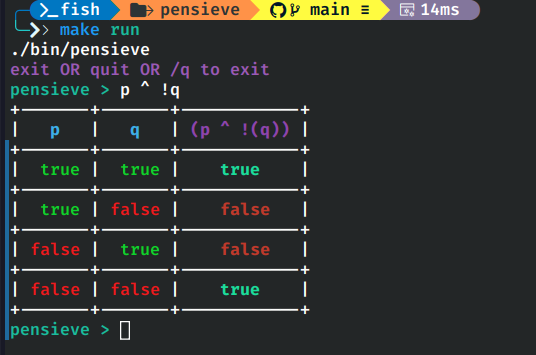 fish pensieve main ≡ 14ms
make run
./bin/pensieve
exit OR quit OR /q to exit
pensieve > p ^ !q
+-------+-------+------------+
| p | q | (p ^ !(q)) |
+-------+-------+------------+
| true | true | true |
+-------+-------+------------+
| true | false | false |
+-------+-------+------------+
| false | true | false |
+-------+-------+------------+
| false | false | true |
+-------+-------+------------+
pensieve >